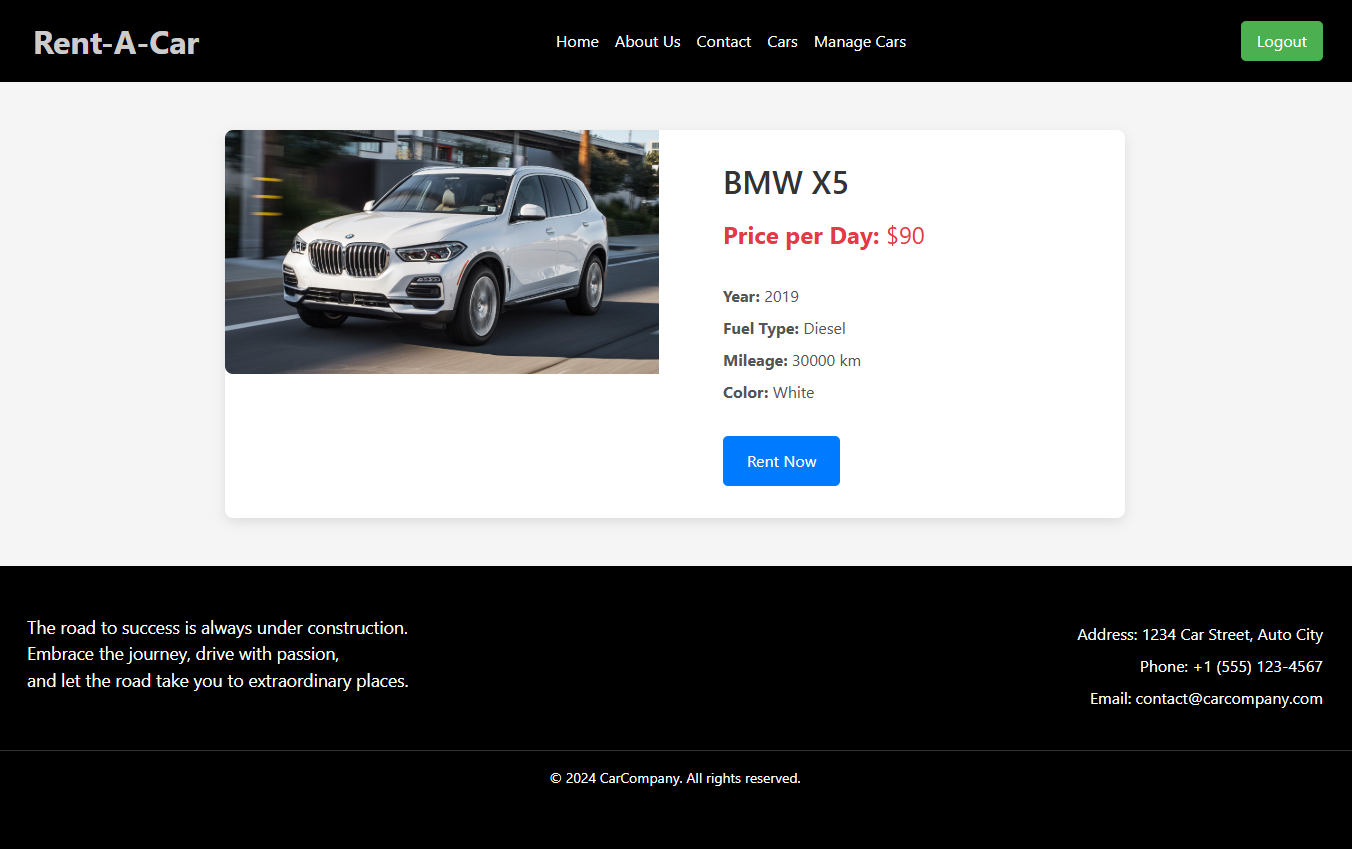 Rent-A-Car
Home About Us Contact Cars Manage Cars
Logout
BMW X5
Price per Day: $90
Year: 2019
Fuel Type: Diesel
Mileage: 30000 km
Color: White
Rent Now
The road to success is always under construction.
Embrace the journey, drive with passion,
and let the road take you to extraordinary places.
Address: 1234 Car Street, Auto City
Phone: +1 (555) 123-4567
Email: contact@carcompany.com
© 2024 CarCompany. All rights reserved.